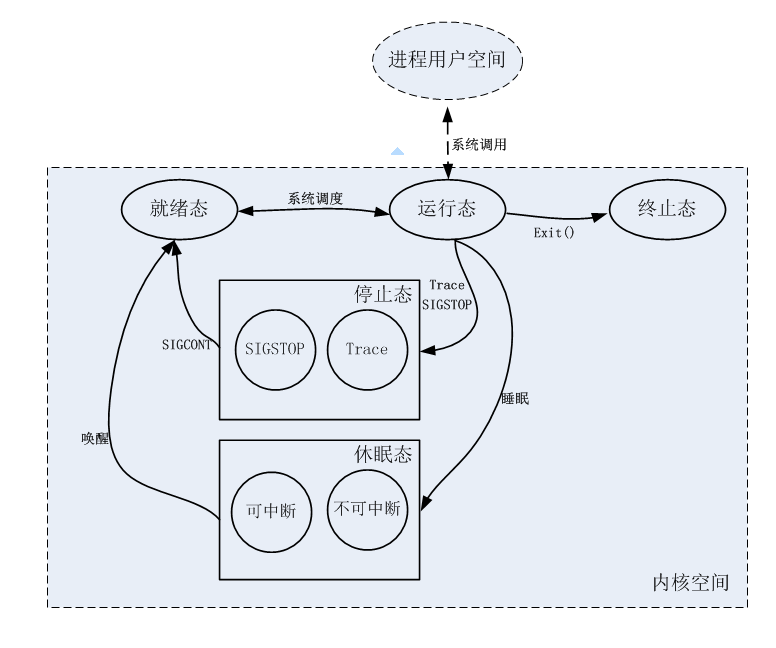 进程用户空间
系统调用
就绪态
系统调度
运行态
终止态
Exit()
停止态
Trace
SIGSTOP
SIGCONT
SIGSTOP
Trace
睡眠
唤醒
休眠态
可中断
不可中断
内核空间